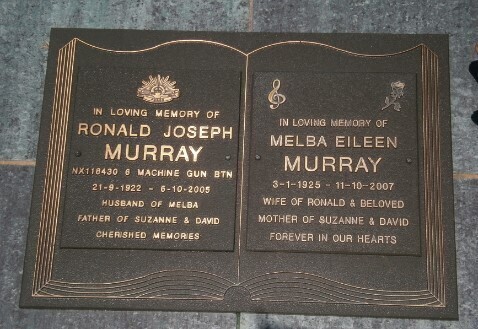 IN LOVING MEMORY OF
RONALD JOSEPH
MURRAY
NX118430 6 MACHINE GUN BTN
21-9-1922 - 6-10-2005
HUSBAND OF MELBA
FATHER OF SUZANNE & DAVID
CHERISHED MEMORIES
IN LOVING MEMORY OF
MELBA EILEEN
MURRAY
3-1-1925 - 11-10-2007
WIFE OF RONALD & BELOVED
MOTHER OF SUZANNE & DAVID
FOREVER IN OUR HEARTS